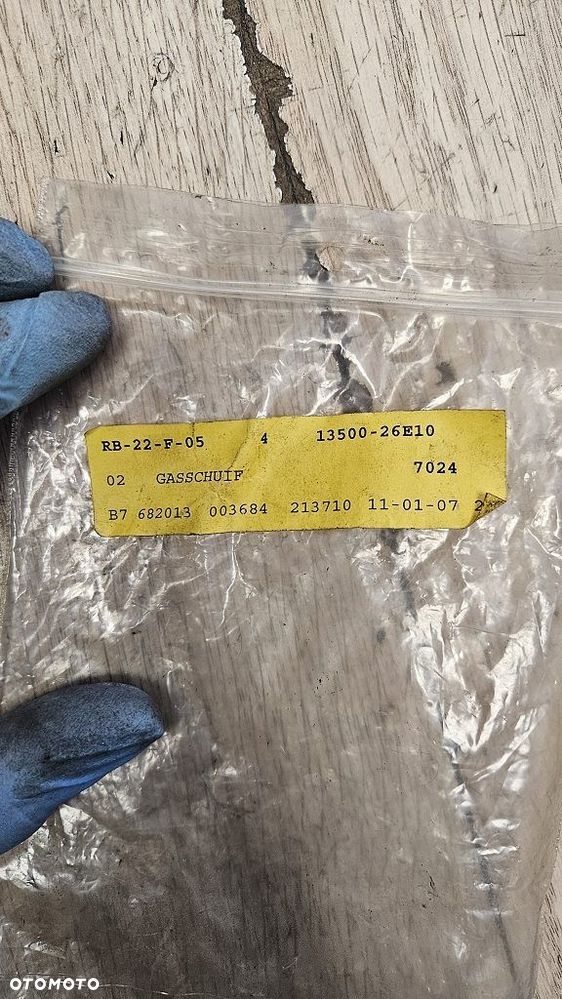 RB-22-F-05 4 13500-26E10
02 GASSCHUIF 7024
B7 682013 003684 213710 11-01-07
OTOMOTO